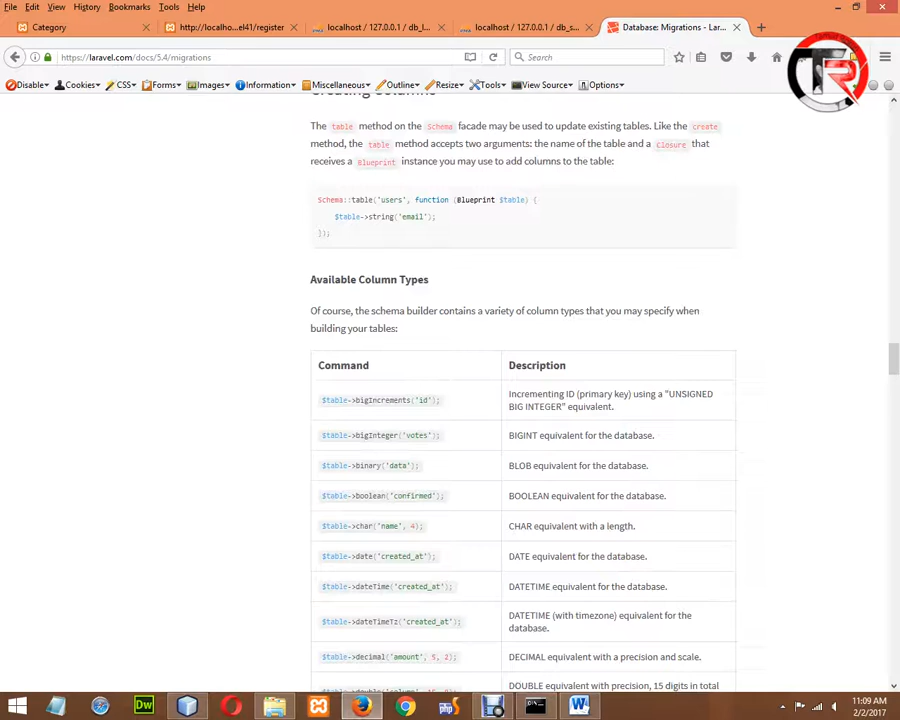 File Edit View History Bookmarks Tools Help
Category
http://localho...el41/register
localhost / 127.0.0.1 / db_l...
localhost / 127.0.0.1 / db_s...
Database: Migrations - Lar...
https://laravel.com/docs/5.4/migrations
Search
Disable Cookies CSS Forms Images Information Miscellaneous Outline Resize Tools View Source Options
TR
Creating Columns
The table method on the Schema facade may be used to update existing tables. Like the create
method, the table method accepts two arguments: the name of the table and a Closure that
receives a Blueprint instance you may use to add columns to the table:
Schema::table('users', function (Blueprint $table) {
$table->string('email');
});
Available Column Types
Of course, the schema builder contains a variety of column types that you may specify when
building your tables:
Command Description
$table->bigIncrements('id'); Incrementing ID (primary key) using a "UNSIGNED
BIG INTEGER" equivalent.
$table->bigInteger('votes'); BIGINT equivalent for the database.
$table->binary('data'); BLOB equivalent for the database.
$table->boolean('confirmed'); BOOLEAN equivalent for the database.
$table->char('name', 4); CHAR equivalent with a length.
$table->date('created_at'); DATE equivalent for the database.
$table->dateTime('created_at'); DATETIME equivalent for the database.
$table->dateTimeTz('created_at'); DATETIME (with timezone) equivalent for the
database.
$table->decimal('amount', 5, 2); DECIMAL equivalent with a precision and scale.
DOUBLE equivalent with precision, 15 digits in total
Dw
php
11:09 AM
2/2/2017